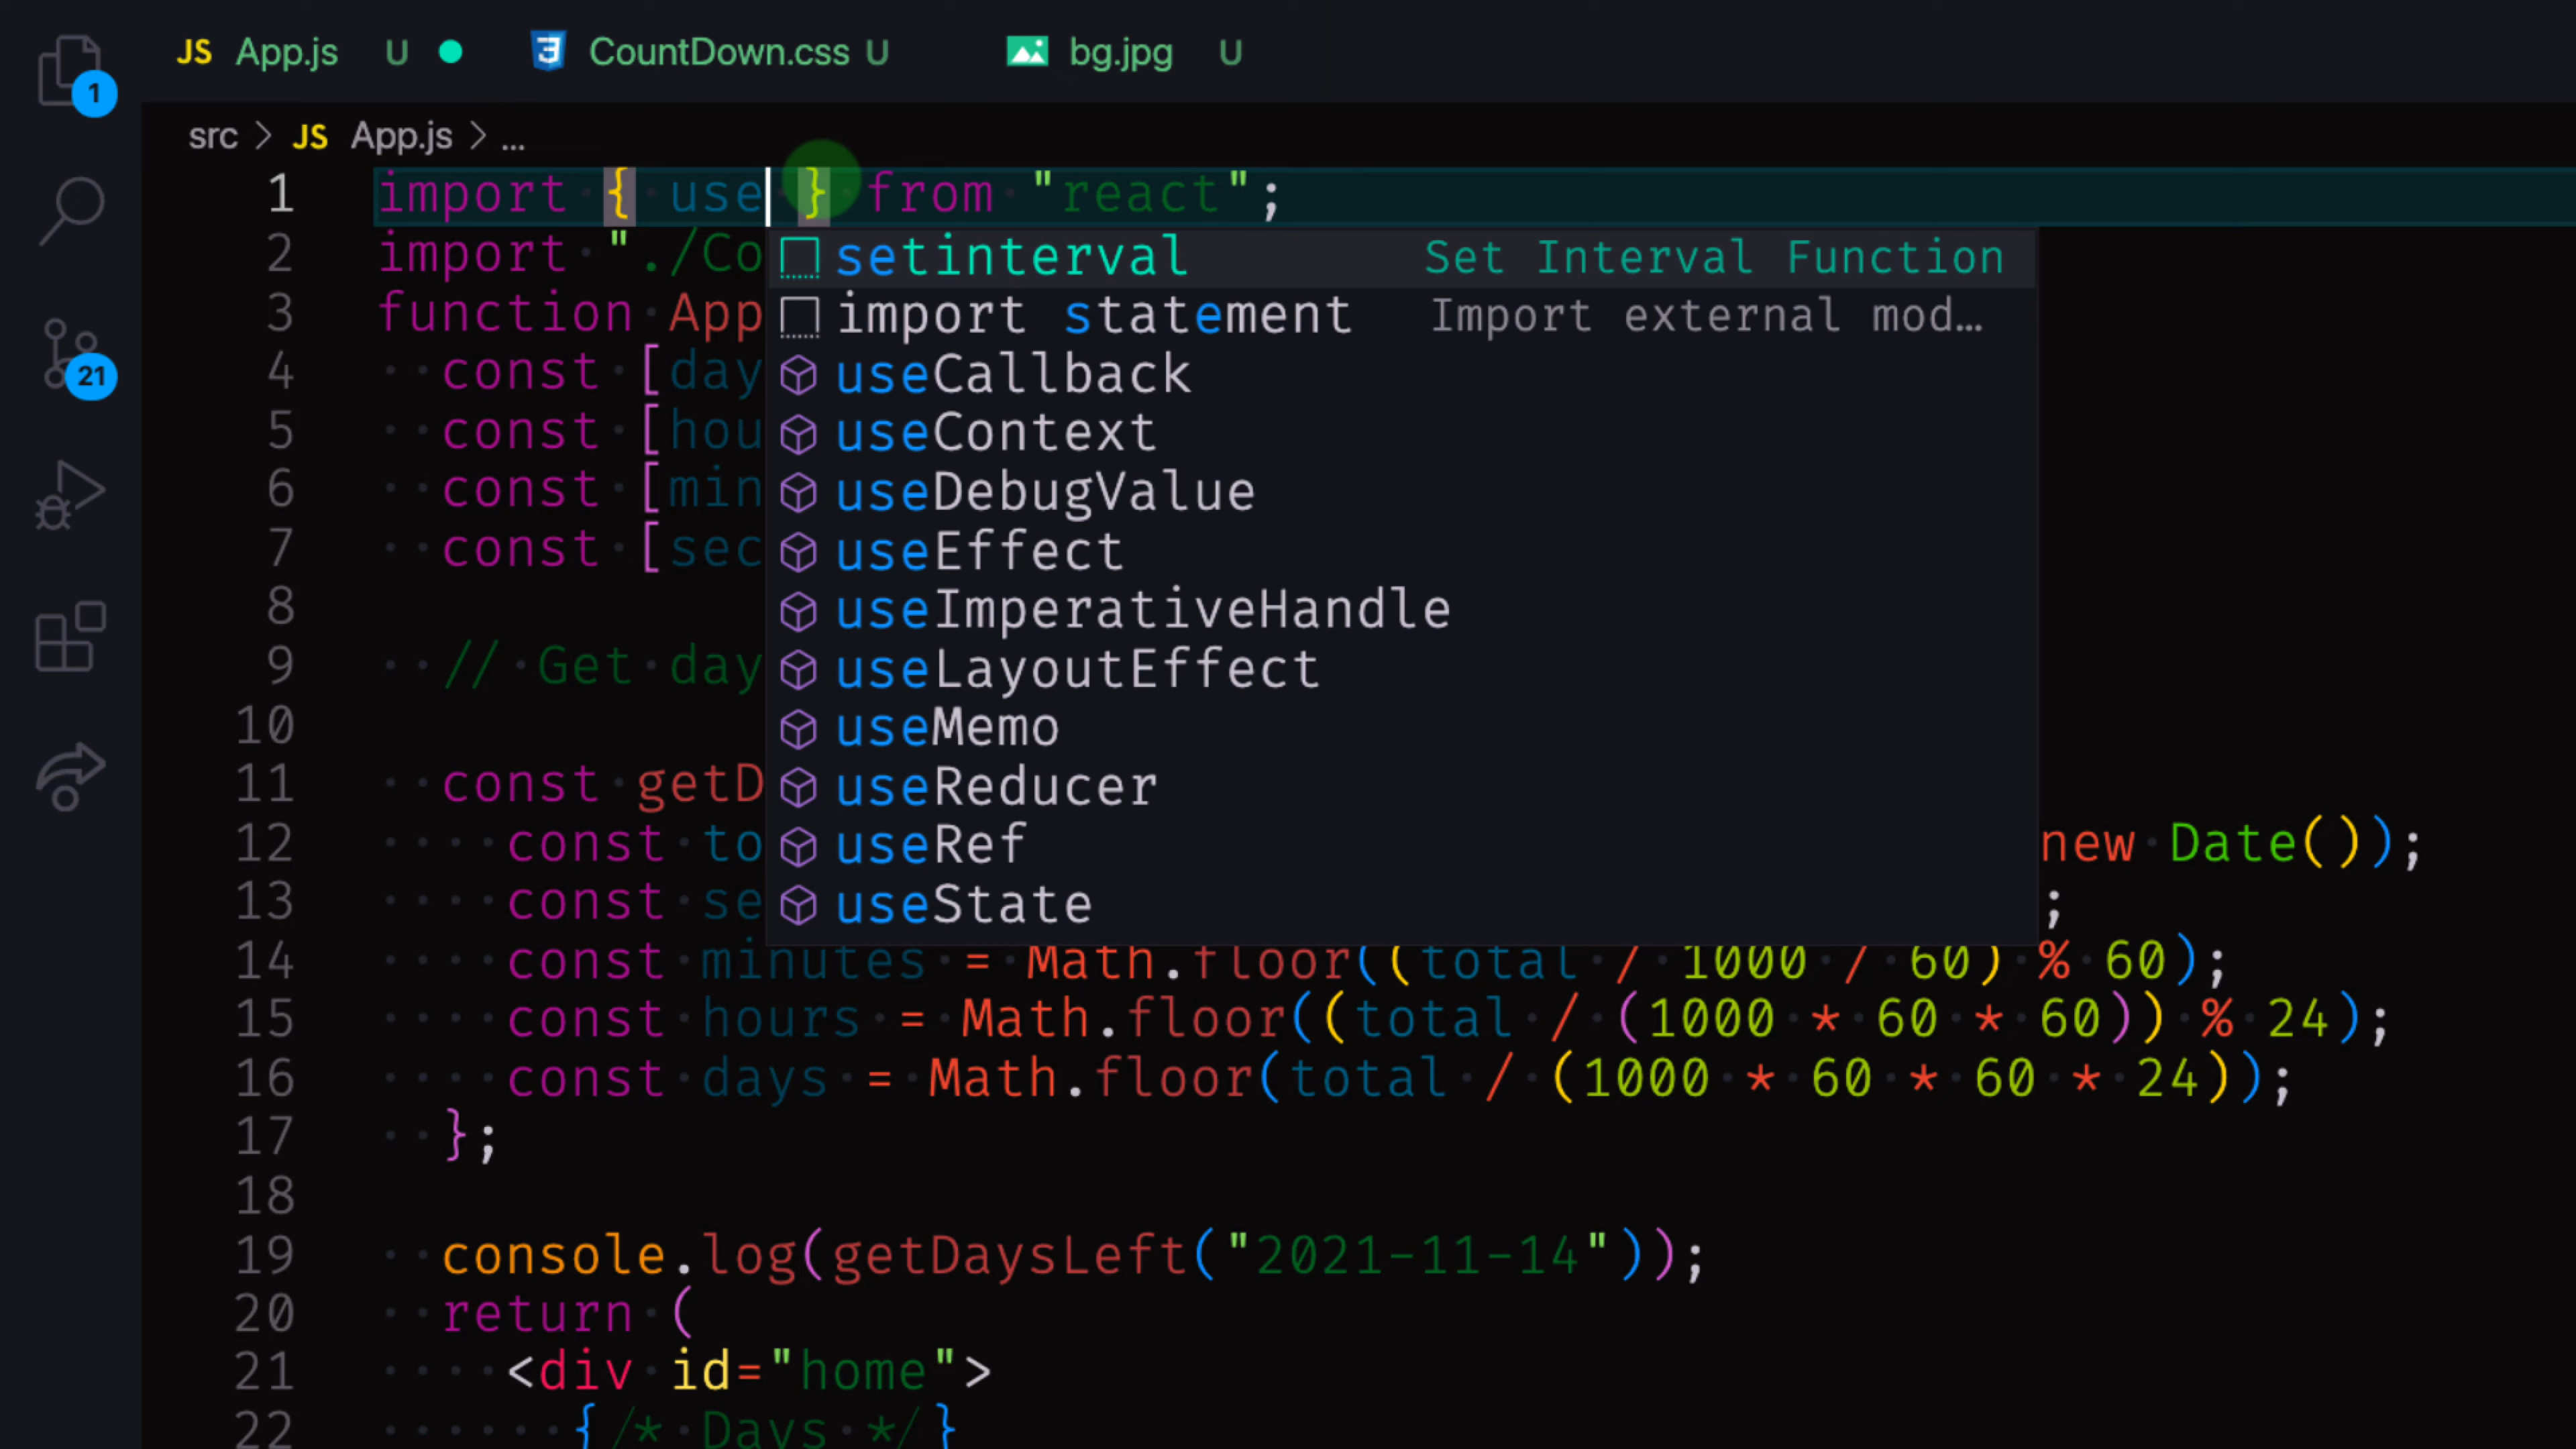 JS App.js U CountDown.css U bg.jpg U
1
src > JS App.js > ...
1 import { use } from "react";
2 import "./Co
setinterval Set Interval Function
3 function App
import statement Import external mod…
4 const [day
useCallback
5 const [hou
useContext
6 const [min
useDebugValue
7 const [sec
useEffect
8
useImperativeHandle
9 // Get day
useLayoutEffect
10
useMemo
11 const getD
useReducer
12 const to
useRef
new Date());
13 const se
useState
;
14 const minutes = Math.floor((total / 1000 / 60) % 60);
15 const hours = Math.floor((total / (1000 * 60 * 60)) % 24);
16 const days = Math.floor(total / (1000 * 60 * 60 * 24));
17 };
18
19 console.log(getDaysLeft("2021-11-14"));
20 return (
21 <div id="home">
22 {/* Days */}
21